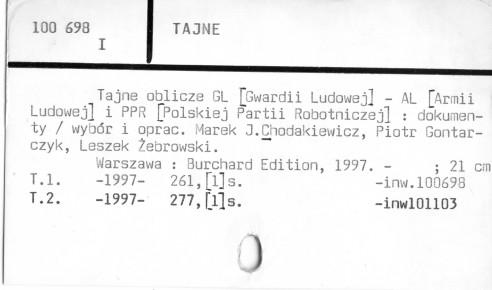 100 698
I
TAJNE
Tajne oblicze GL [Gwardii Ludowej] - AL [Armii
Ludowej] i PPR [Polskiej Partii Robotniczej] : dokumen-
ty / wybór i oprac. Marek J.Chodakiewicz, Piotr Gontar-
czyk, Leszek Żebrowski.
Warszawa : Burchard Edition, 1997. - ; 21 cm
T.1. -1997- 261,[1]s. -inw.100698
T.2. -1997- 277,[1]s. -inw101103